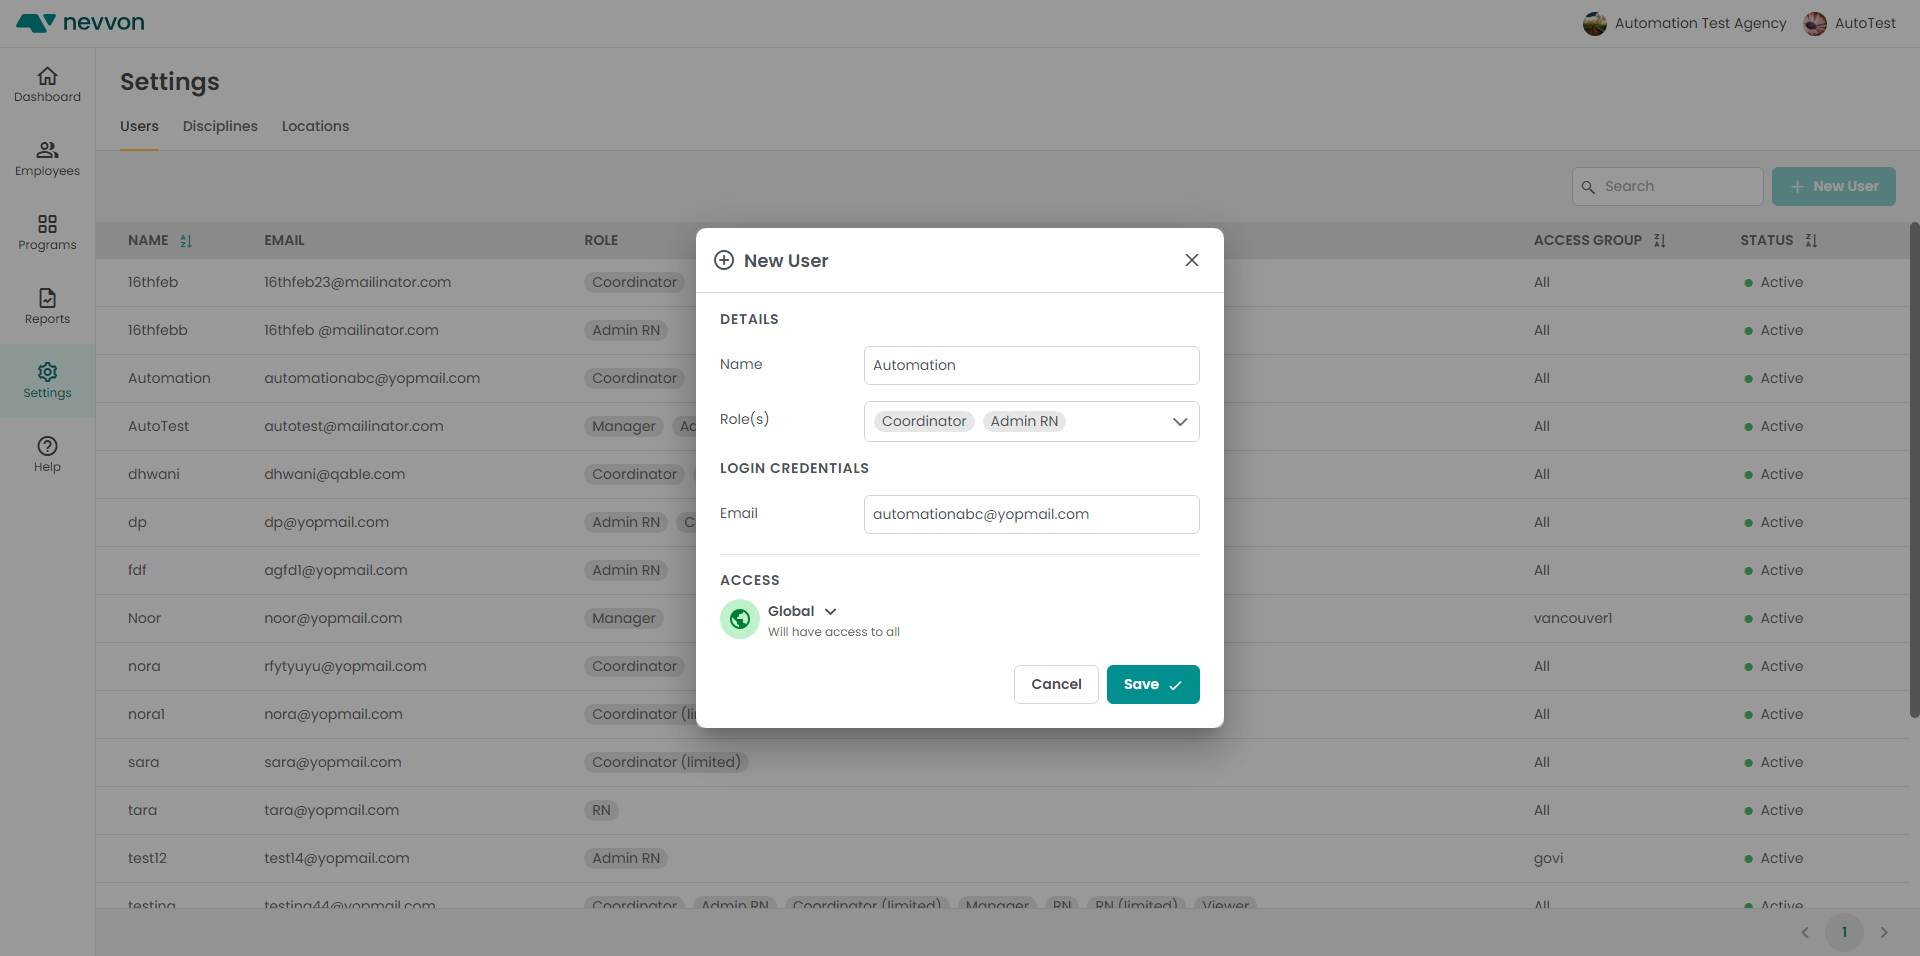 nevvon
Automation Test Agency AutoTest
Dashboard
Employees
Programs
Reports
Settings
Help
Settings
Users Disciplines Locations
Search
+ New User
NAME EMAIL ROLE ACCESS GROUP STATUS
16thfeb 16thfeb23@mailinator.com Coordinator All Active
16thfebb 16thfeb @mailinator.com Admin RN All Active
Automation automationabc@yopmail.com Coordinator All Active
AutoTest autotest@mailinator.com Manager Ad All Active
dhwani dhwani@qable.com Coordinator All Active
dp dp@yopmail.com Admin RN C All Active
fdf agfd1@yopmail.com Admin RN All Active
Noor noor@yopmail.com Manager vancouver1 Active
nora rfytyuyu@yopmail.com Coordinator All Active
nora1 nora@yopmail.com Coordinator (li All Active
sara sara@yopmail.com Coordinator (limited) All Active
tara tara@yopmail.com RN All Active
test12 test14@yopmail.com Admin RN govi Active
testing testing44@yopmail.com Coordinator Admin RN Coordinator (limited) Manager RN RN (limited) Viewer All Active
1
New User
DETAILS
Name Automation
Role(s) Coordinator Admin RN
LOGIN CREDENTIALS
Email automationabc@yopmail.com
ACCESS
Global
Will have access to all
Cancel Save